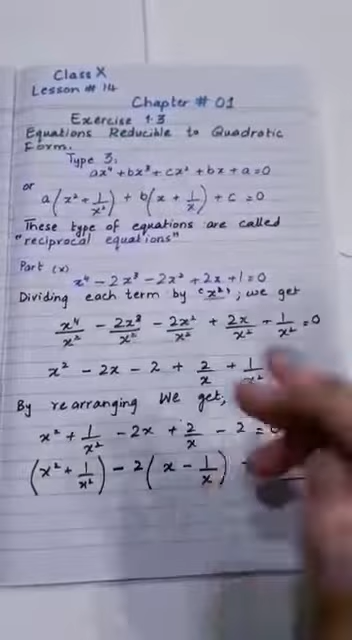 Class X
Lesson # 14
Chapter # 01
Exercise 1.3
Equations Reducible to Quadratic
Form.
Type 3:
ax⁴ + bx³ + cx² + bx + a = 0
or
a(x² + 1/x²) + b(x + 1/x) + c = 0
These type of equations are called
"reciprocal equations"
Part (x)
x⁴ - 2x³ - 2x² + 2x + 1 = 0
Dividing each term by "x²", we get
x⁴/x² - 2x³/x² - 2x²/x² + 2x/x² + 1/x² = 0
x² - 2x - 2 + 2/x + 1/x²
By rearranging We get,
x² + 1/x² - 2x + 2/x - 2 = 0
(x² + 1/x²) - 2(x - 1/x) -